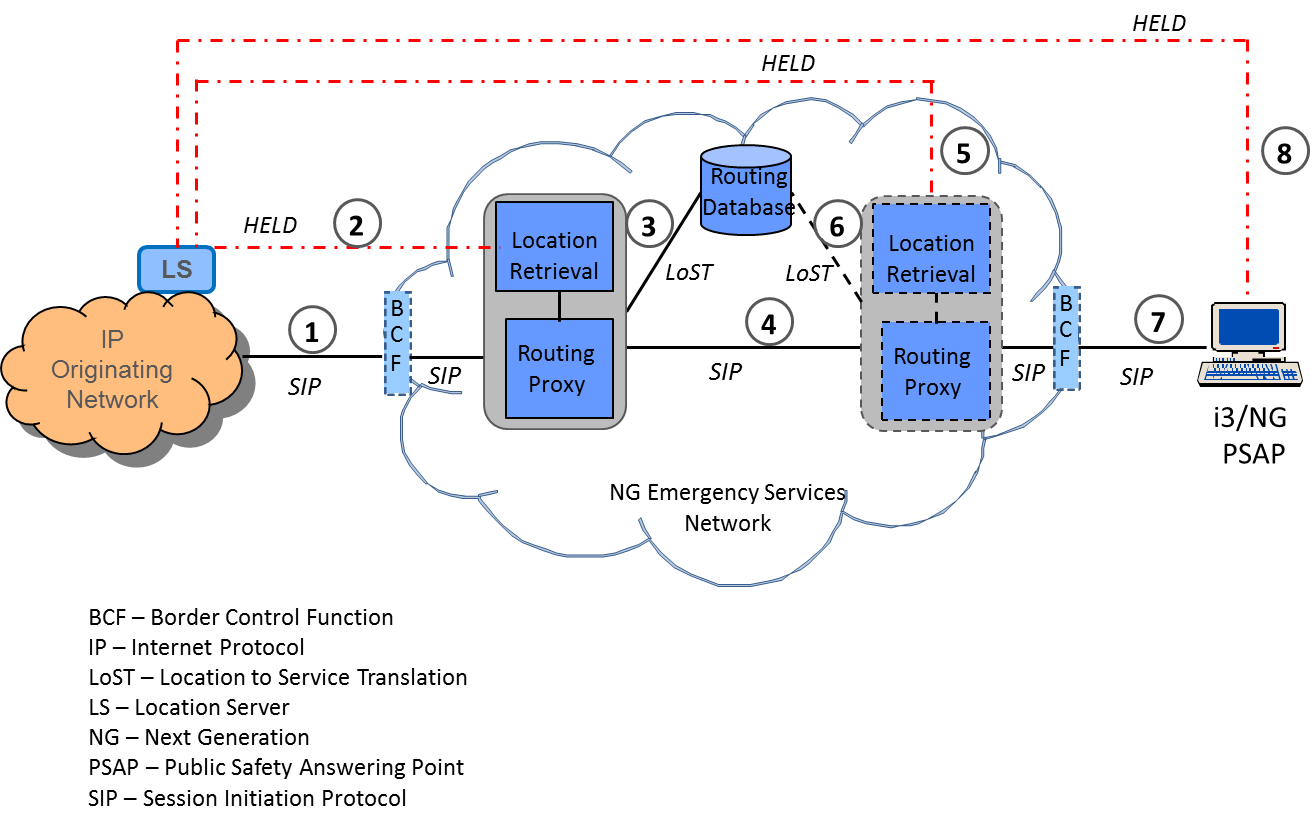 HELD
HELD
5
8
Routing
Database
2
3
6
HELD
Location
Retrieval
Location
Retrieval
LS
LoST
LoST
B
C
F
B
C
F
IP
Originating
Network
1
4
7
SIP
SIP
Routing
Proxy
SIP
Routing
Proxy
SIP
SIP
i3/NG
PSAP
NG Emergency Services
Network
BCF – Border Control Function
IP – Internet Protocol
LoST – Location to Service Translation
LS – Location Server
NG – Next Generation
PSAP – Public Safety Answering Point
SIP – Session Initiation Protocol